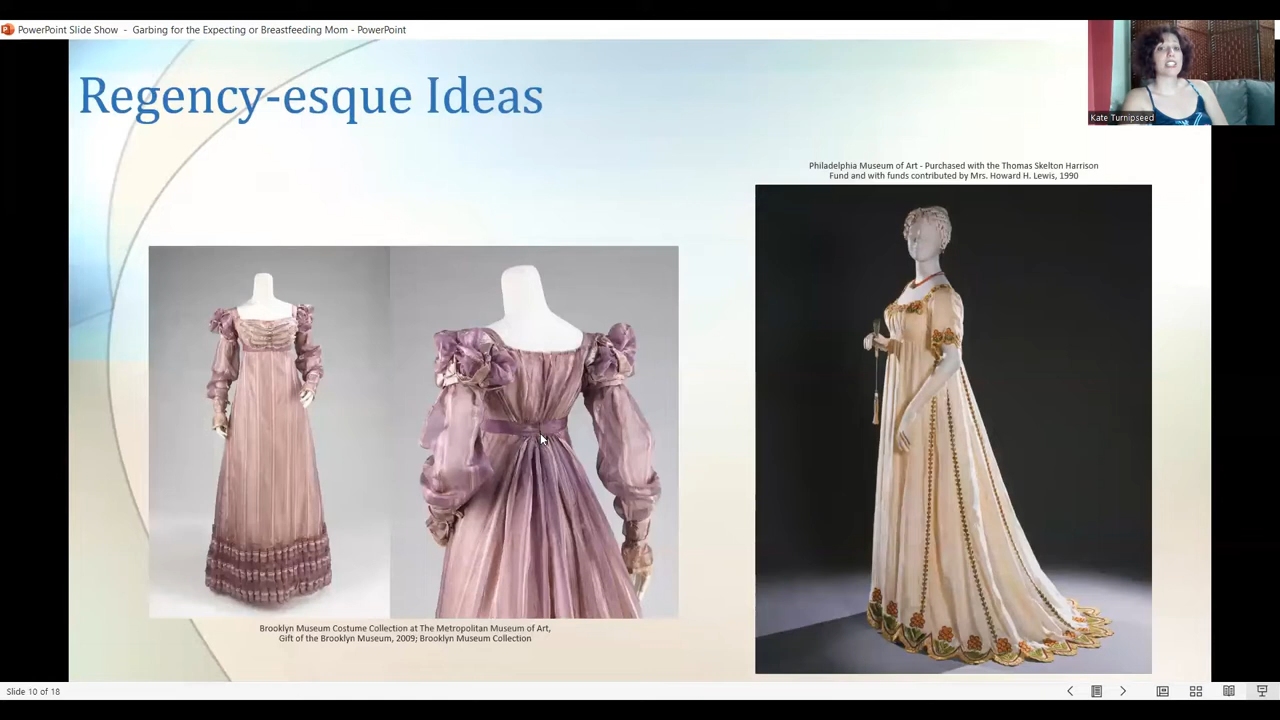 PowerPoint Slide Show - Garbing for the Expecting or Breastfeeding Mom - PowerPoint
Regency-esque Ideas
Kate Turnipseed
Philadelphia Museum of Art - Purchased with the Thomas Skelton Harrison
Fund and with funds contributed by Mrs. Howard H. Lewis, 1990
Brooklyn Museum Costume Collection at The Metropolitan Museum of Art,
Gift of the Brooklyn Museum, 2009; Brooklyn Museum Collection
Slide 10 of 18